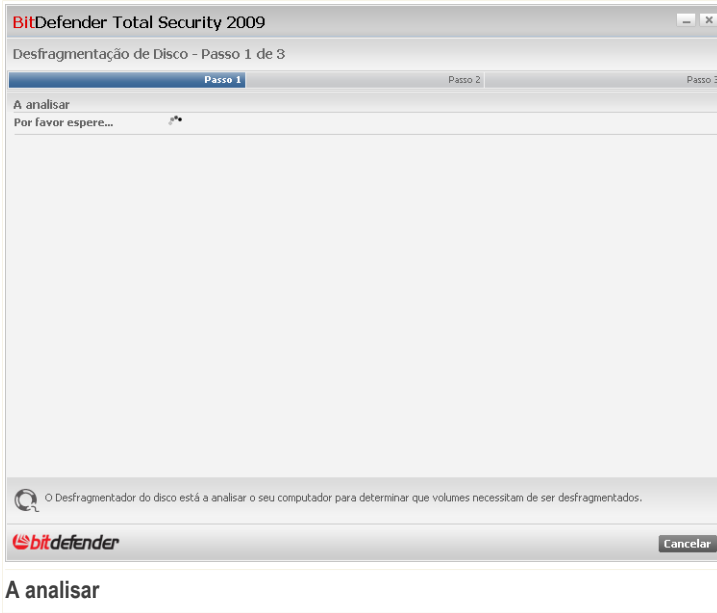 BitDefender Total Security 2009
Desfragmentação de Disco - Passo 1 de 3
Passo 1 Passo 2 Passo 3
A analisar
Por favor espere...
O Desfragmentador do disco está a analisar o seu computador para determinar que volumes necessitam de ser desfragmentados.
bitdefender
Cancelar
A analisar